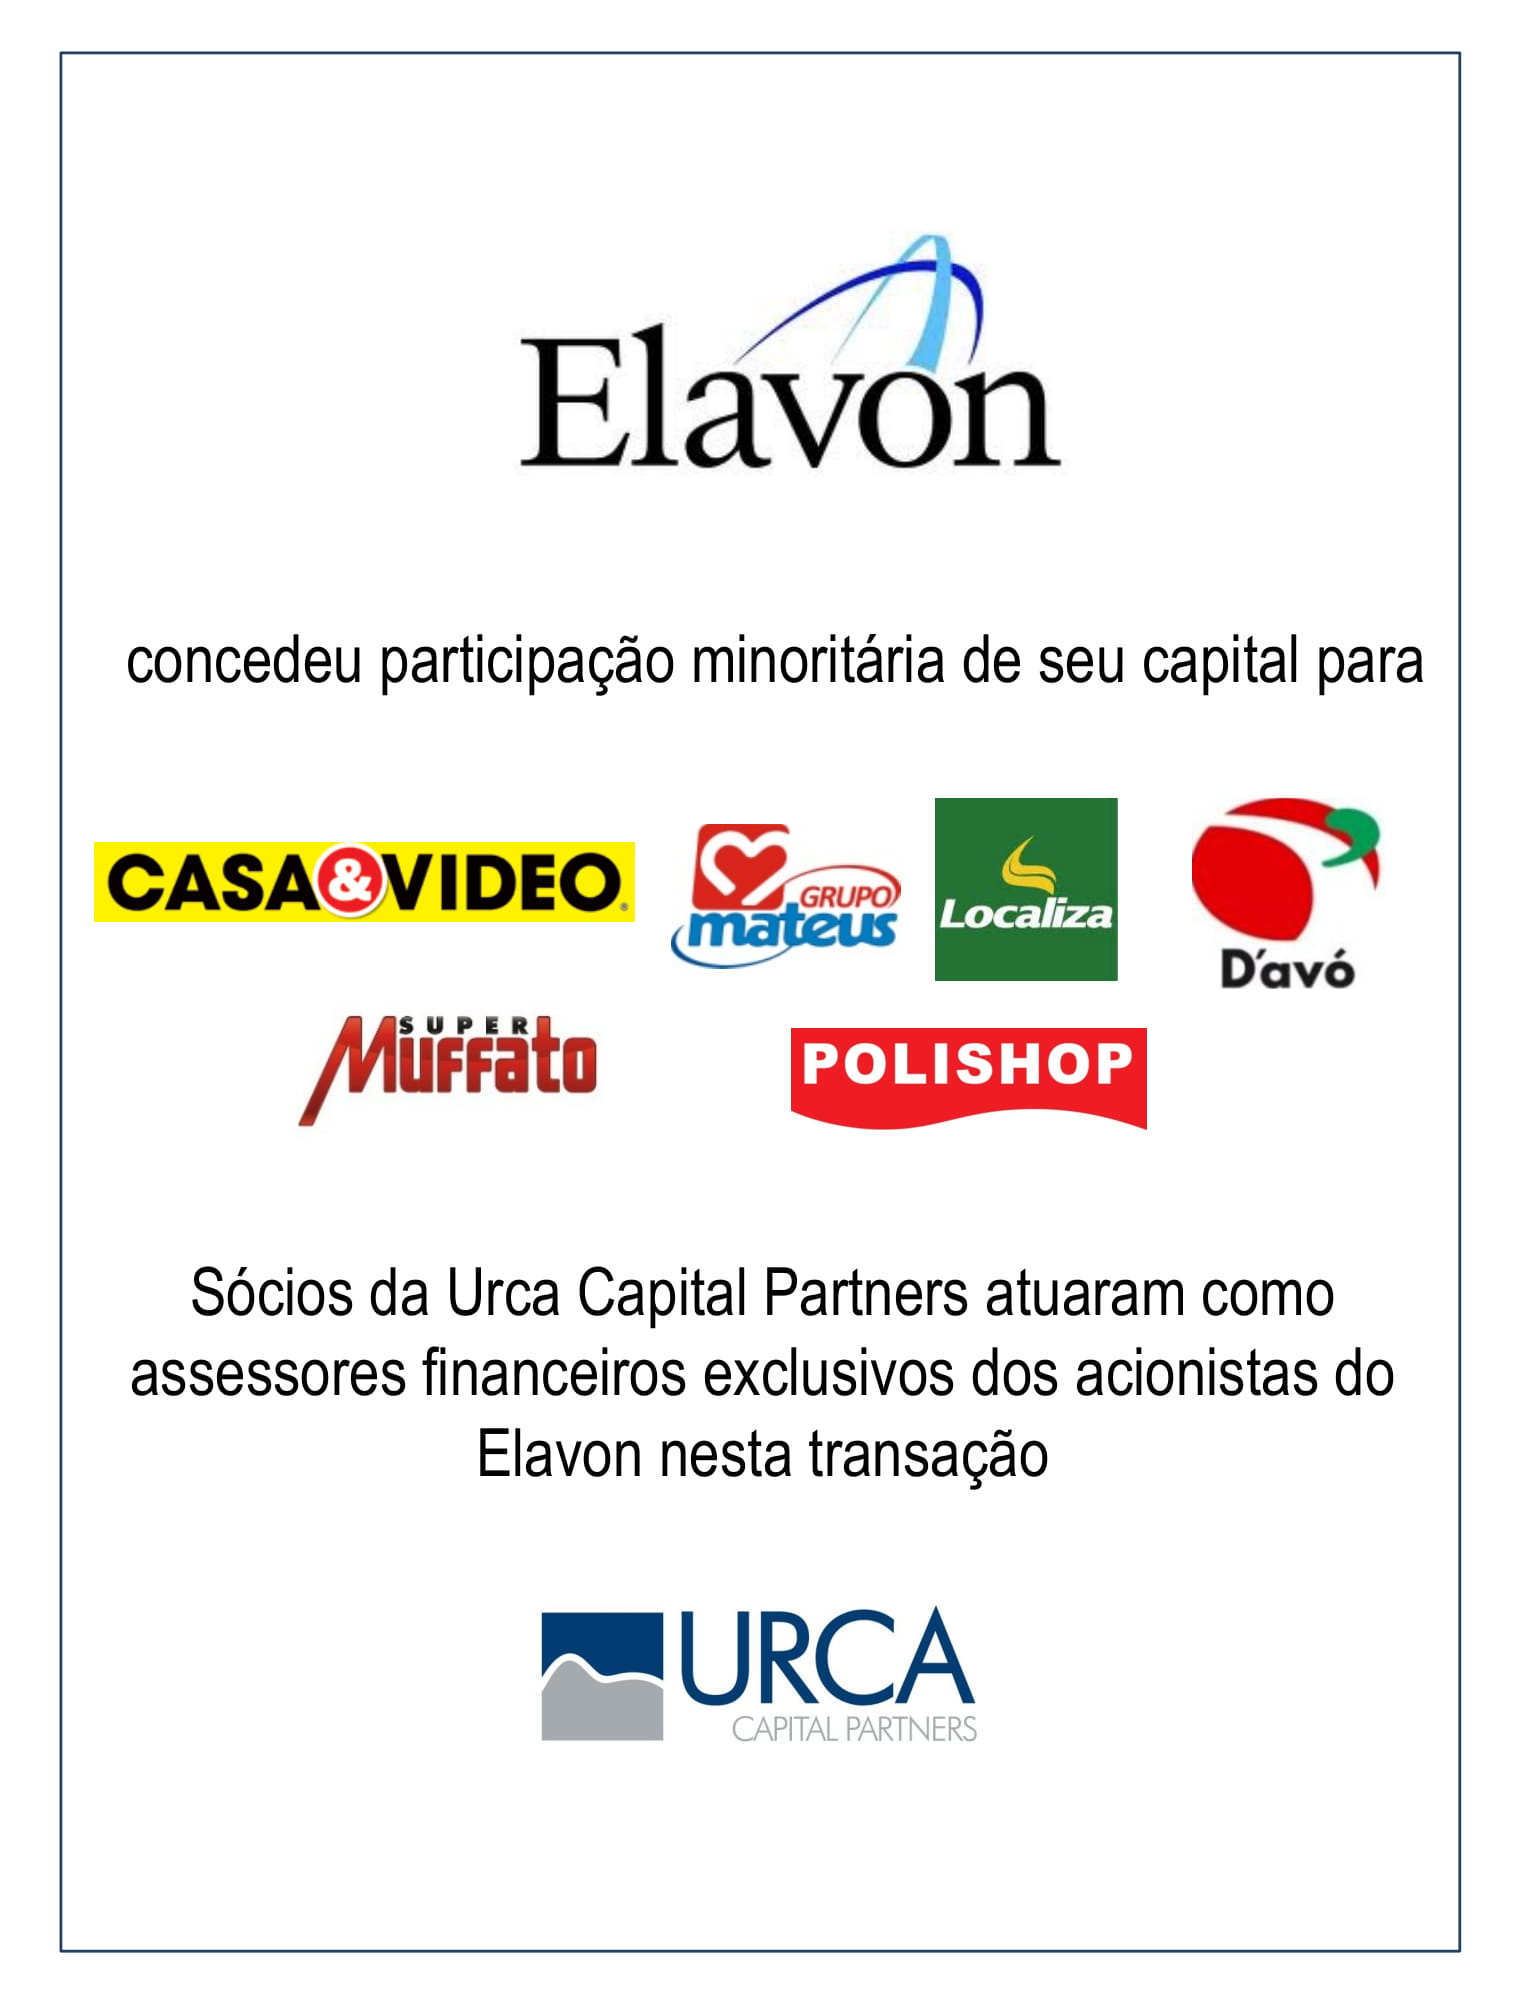 Elavon
concedeu participação minoritária de seu capital para
CASA&VIDEO®
GRUPO
mateus
Localiza
D'avó
SUPER
Muffato
POLISHOP
Sócios da Urca Capital Partners atuaram como
assessores financeiros exclusivos dos acionistas do
Elavon nesta transação
URCA
CAPITAL PARTNERS